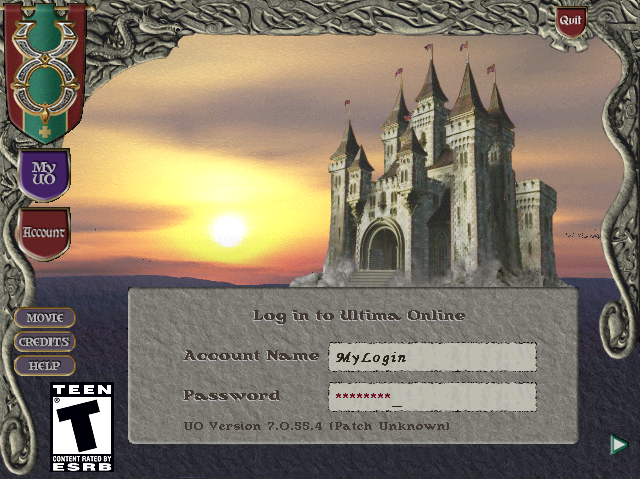 Quit
My
UO
Account
MOVIE
CREDITS
HELP
Log in to Ultima Online
Account Name MyLogin
Password ********_
UO Version 7.0.55.4 (Patch Unknown)
TEEN
T
®
CONTENT RATED BY
ESRB